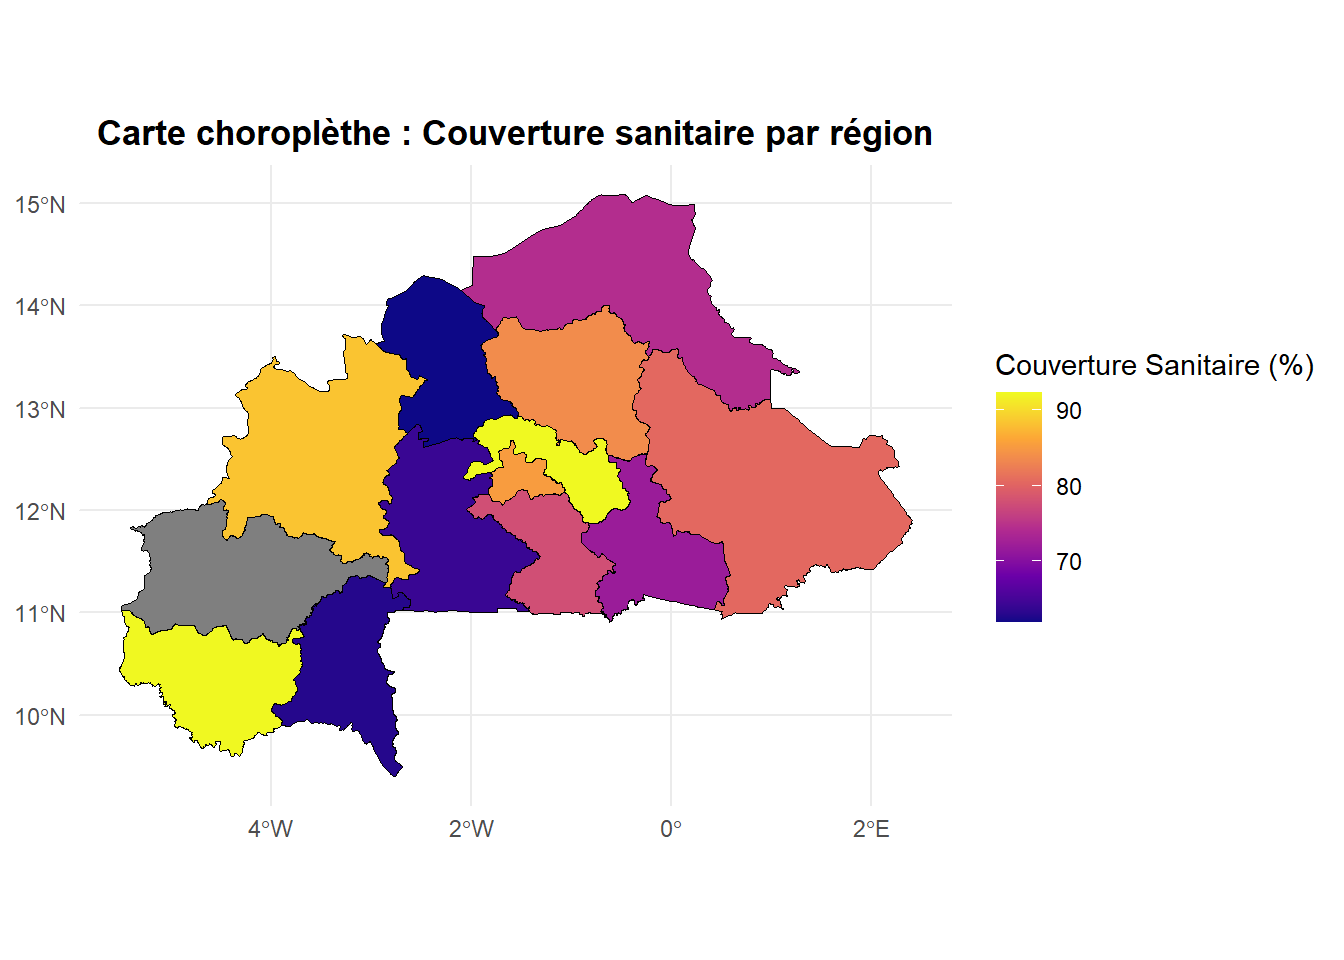 Carte choroplèthe : Couverture sanitaire par région
15°N
14°N
13°N
12°N
11°N
10°N
4°W
2°W
0°
2°E
Couverture Sanitaire (%)
90
80
70